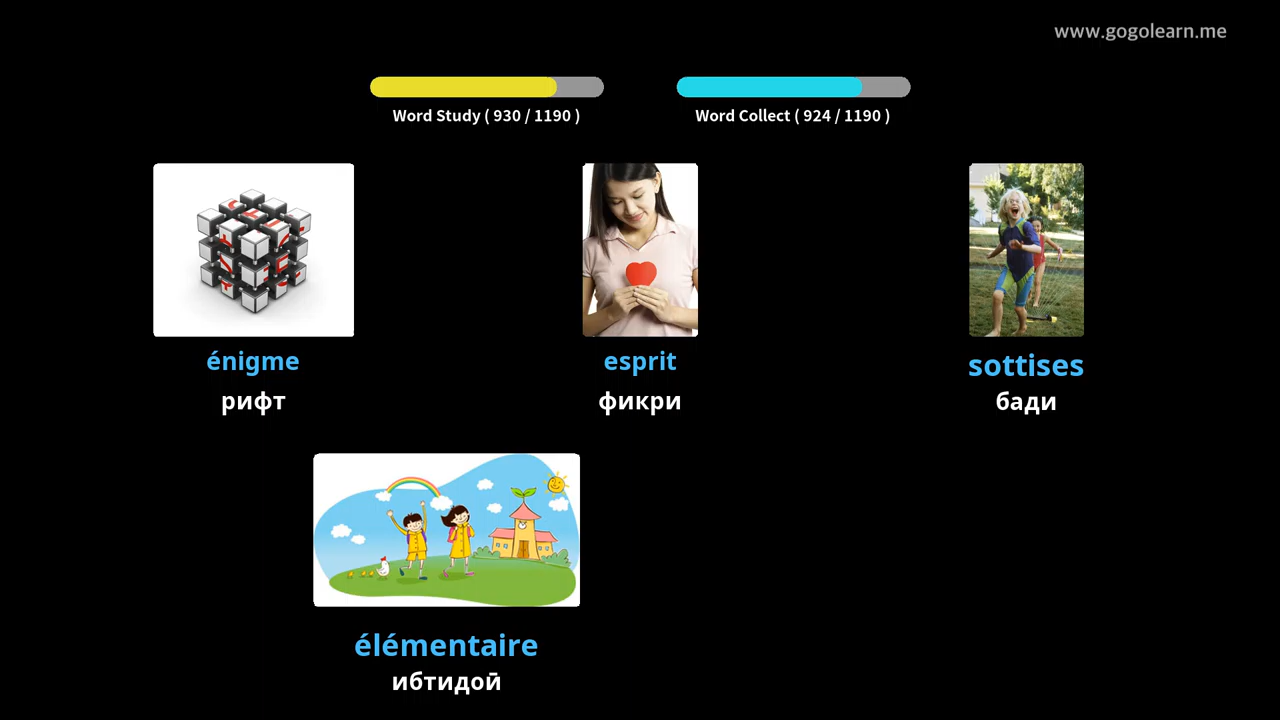 www.gogolearn.me
Word Study ( 930 / 1190 )
Word Collect ( 924 / 1190 )
énigme
рифт
esprit
фикри
sottises
бади
élémentaire
ибтидоӣ